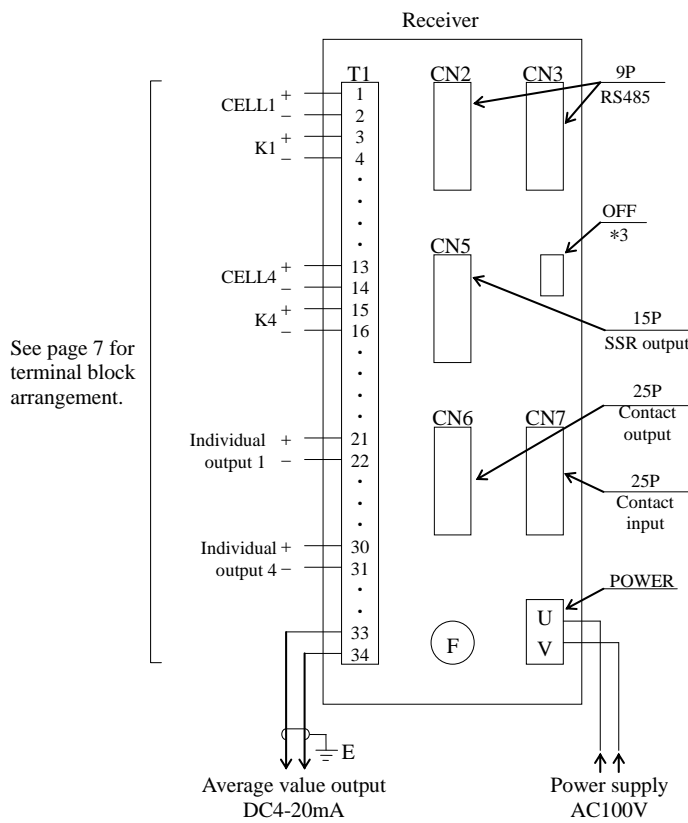 Receiver
T1
CN2
CN3
9P
RS485
CELL1
+
1
−
2
K1
+
3
−
4
OFF
*3
CN5
CELL4
+
13
−
14
K4
+
15
−
16
15P
SSR output
See page 7 for
terminal block
arrangement.
25P
Contact
output
CN6
CN7
Individual
output 1
+
21
−
22
25P
Contact
input
Individual
output 4
+
30
−
31
POWER
U
V
33
34
F
E
Average value output
DC4-20mA
Power supply
AC100V